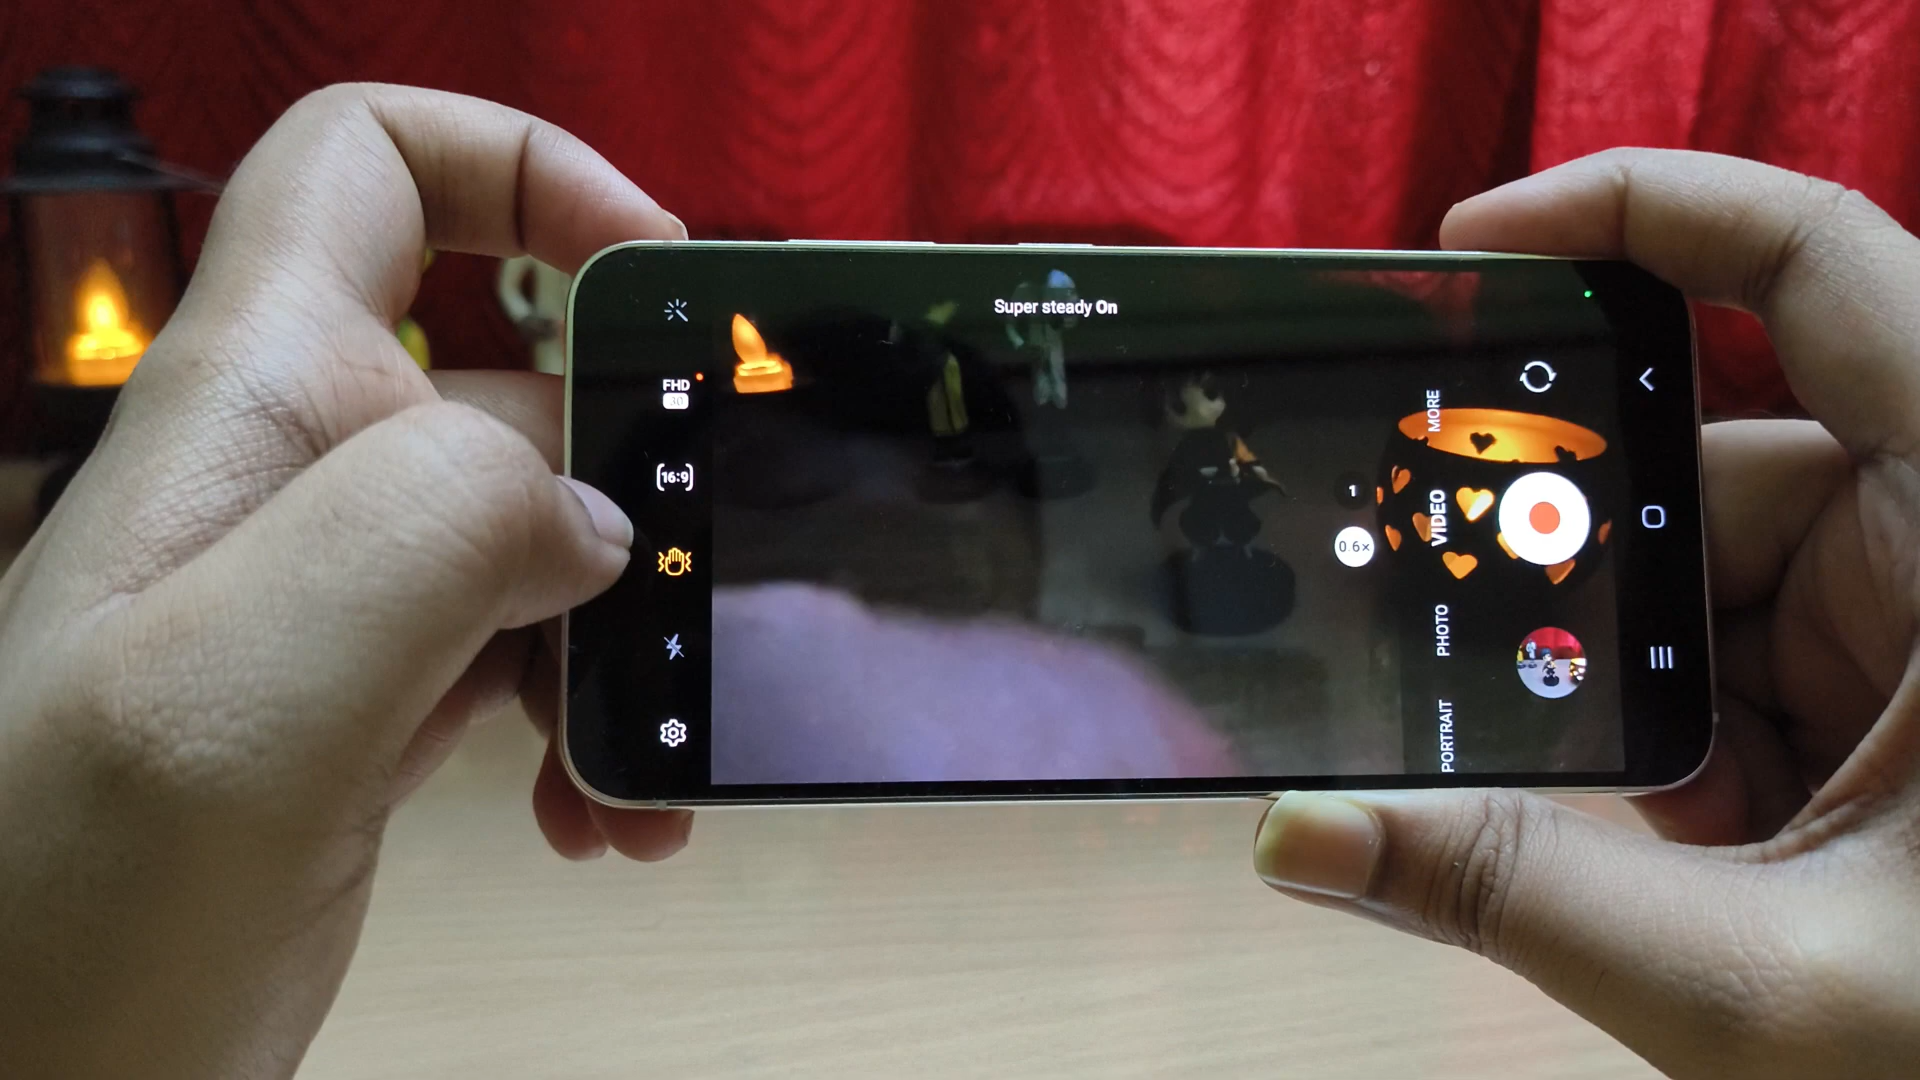 Super steady On
FHD
30
16:9
1
0.6×
MORE
VIDEO
PHOTO
PORTRAIT